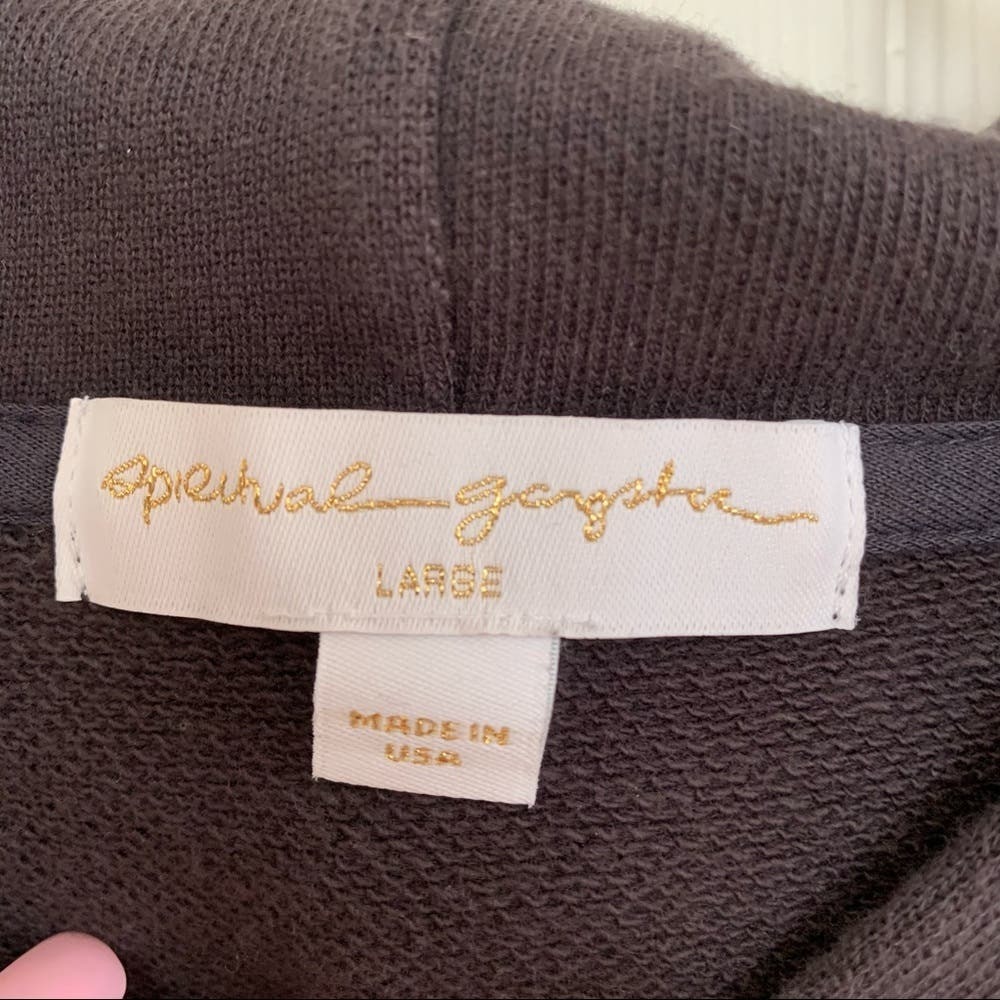 spiritual gangster
LARGE
MADE IN
USA